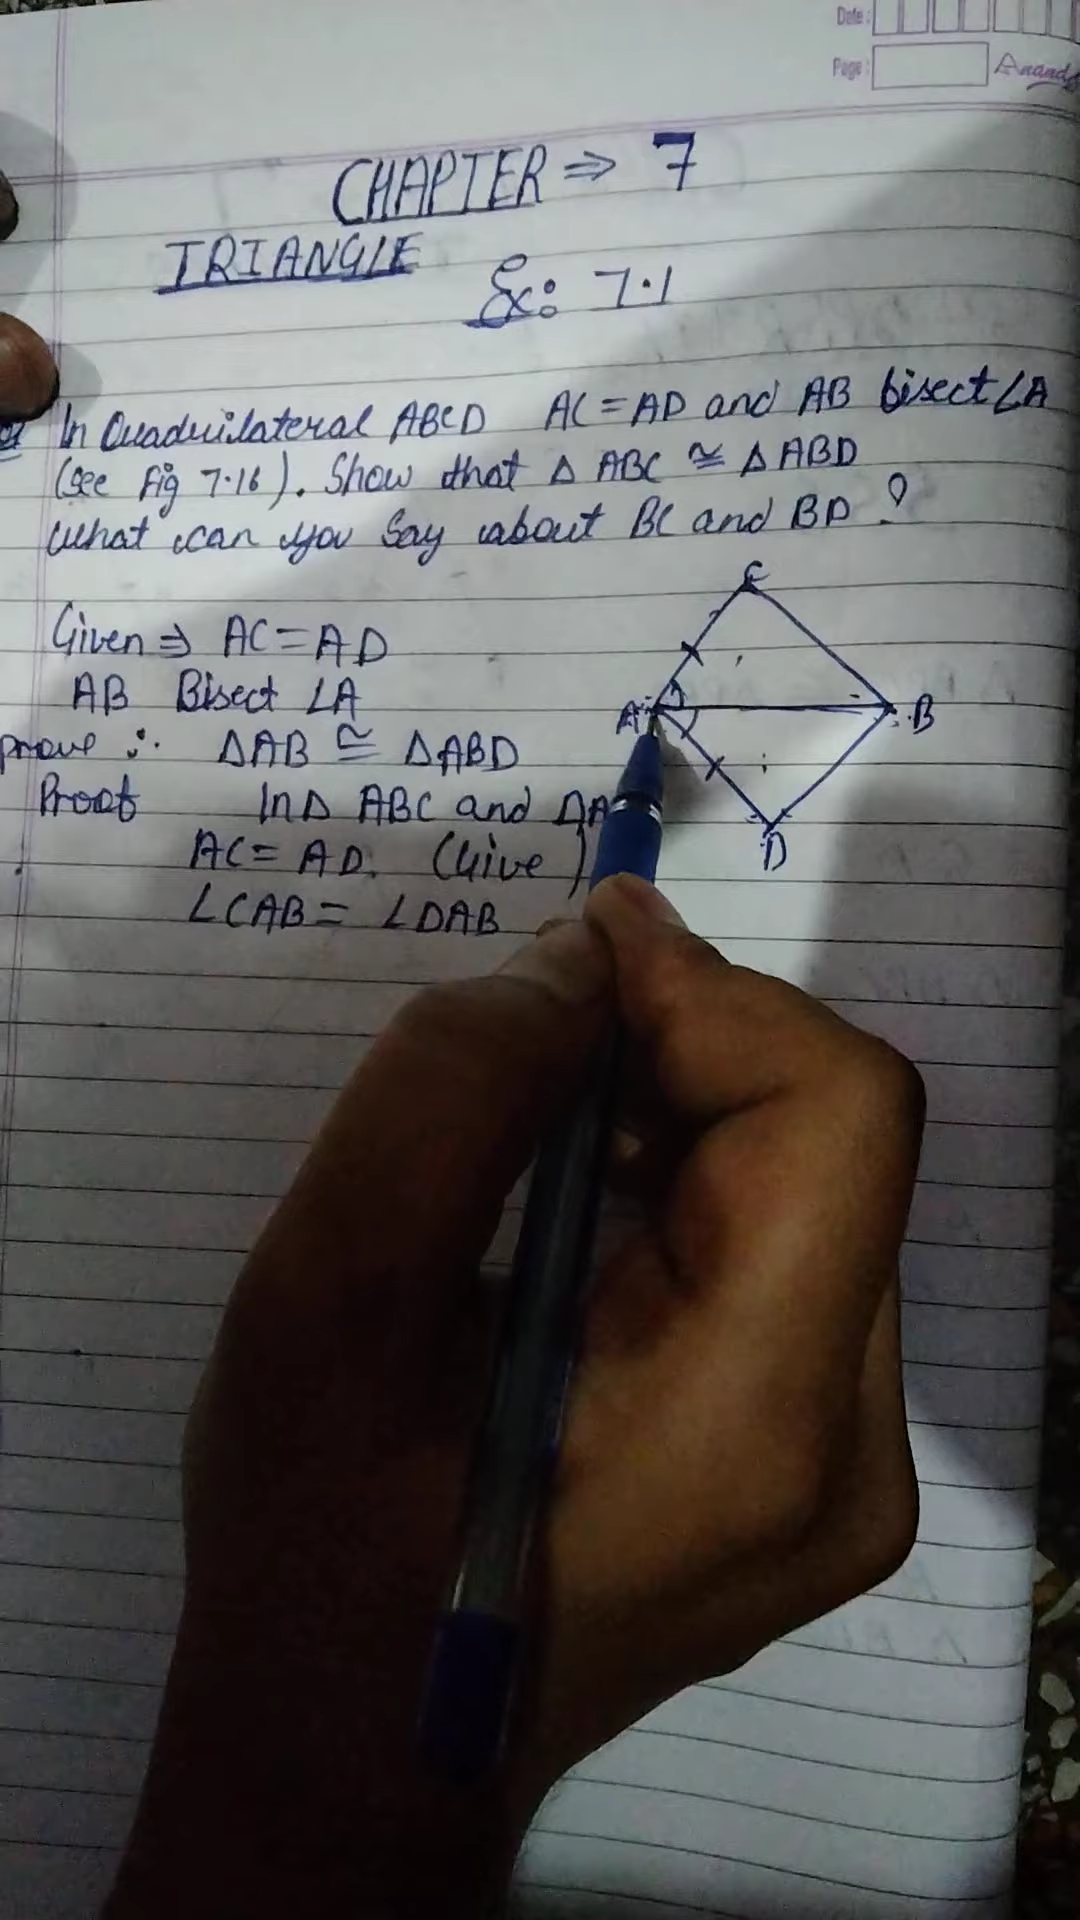 Date:
Page:
Anand
CHAPTER ⇒ 7
TRIANGLE
Ex: 7.1
In Quadrilateral ABCD AC = AD and AB bisect ∠A
(see fig 7.16). Show that △ ABC ≅ △ ABD
What can you Say about BC and BD ?
Given ⇒ AC = AD
AB Bisect ∠A
prove ∴ △AB ≅ △ABD
Proof In △ ABC and △A
AC = AD. (Give)
∠CAB = ∠DAB
C
A
B
D